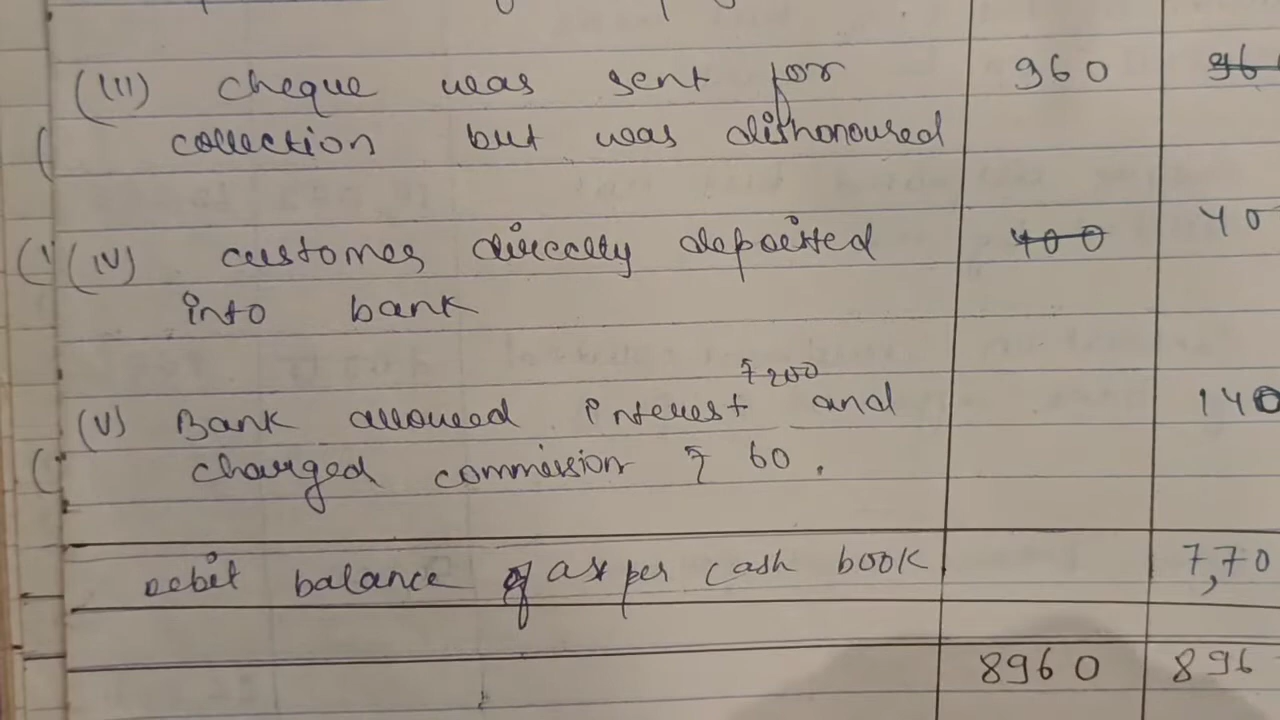 (III) cheque was sent for 960 96
collection but was dishonoured
(IV) customer directly deposited 400 40
into bank
₹ 200
(V) Bank allowed interest and 140
charged commission ₹ 60.
Debit balance of as per cash book 7,70
8960 896